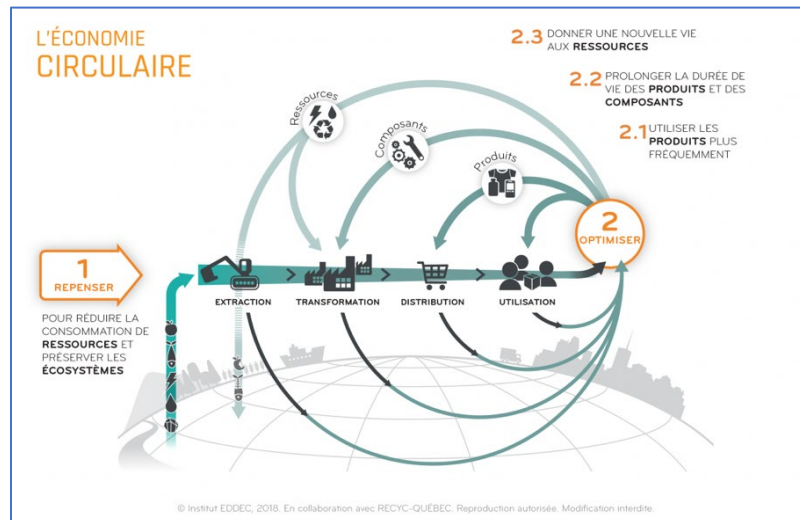 L'ÉCONOMIE
CIRCULAIRE
2.3 DONNER UNE NOUVELLE VIE
AUX RESSOURCES
2.2 PROLONGER LA DURÉE DE
VIE DES PRODUITS ET DES
COMPOSANTS
2.1 UTILISER LES
PRODUITS PLUS
FRÉQUEMMENT
Ressources
Composants
Produits
2
OPTIMISER
1
REPENSER
POUR RÉDUIRE LA
CONSOMMATION DE
RESSOURCES ET
PRÉSERVER LES
ÉCOSYSTÈMES
EXTRACTION
TRANSFORMATION
DISTRIBUTION
UTILISATION
© Institut EDDEC, 2018. En collaboration avec RECYC-QUÉBEC. Reproduction autorisée. Modification interdite.